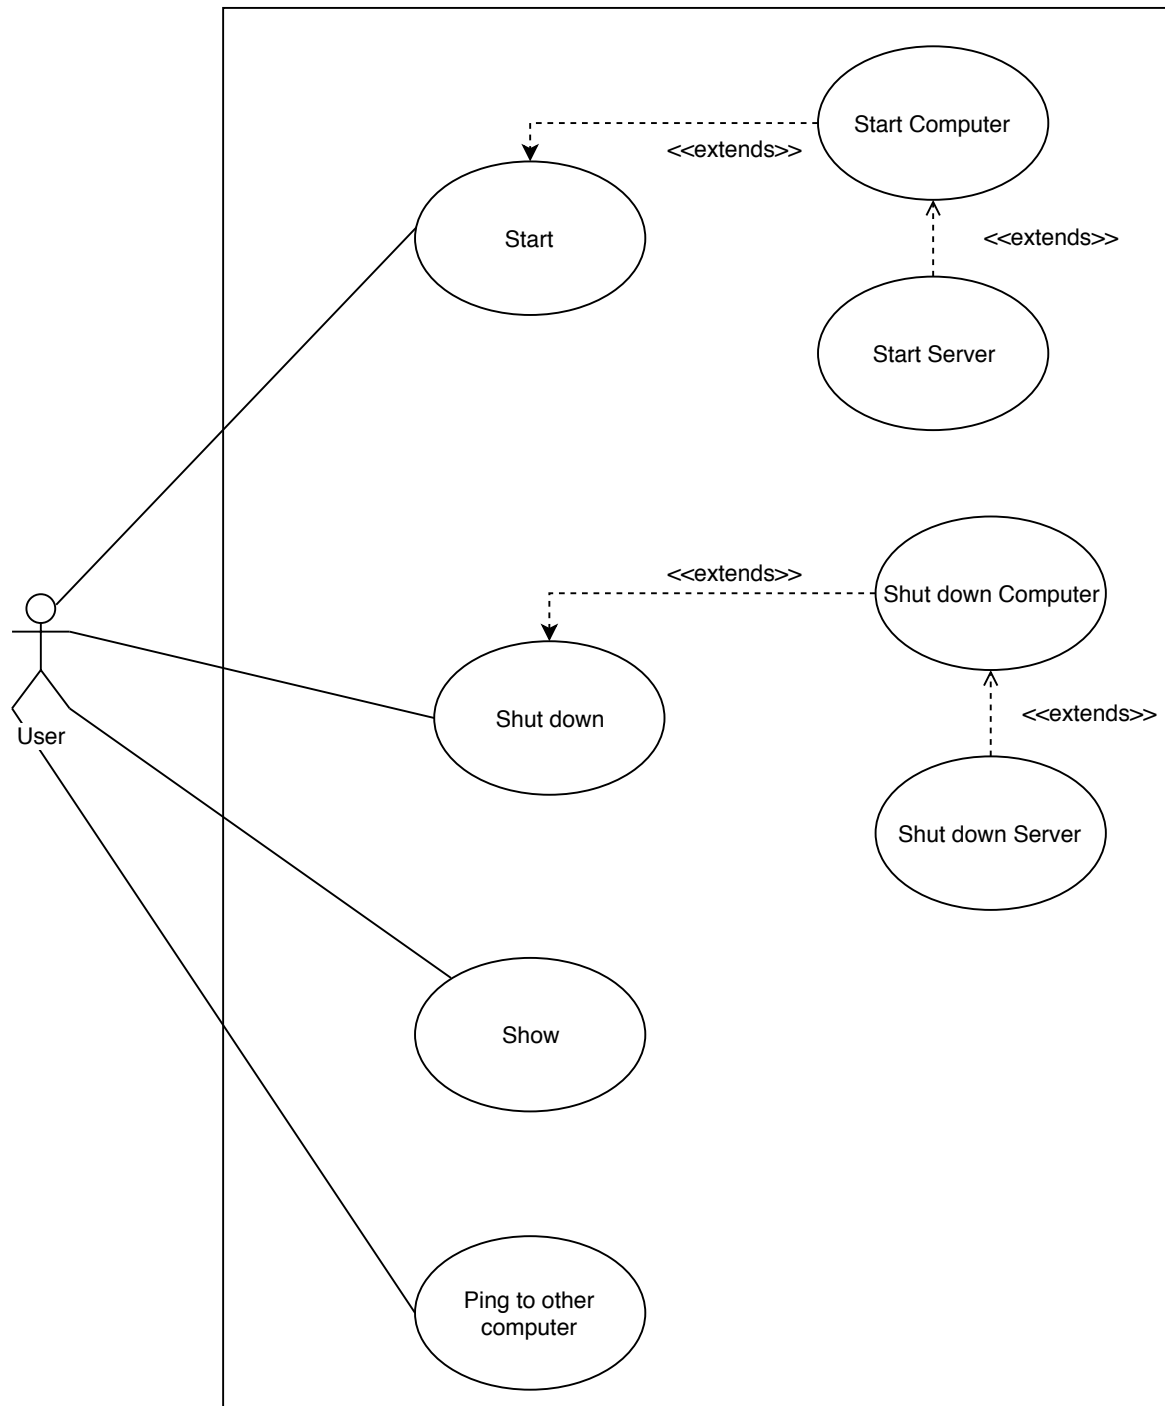 Start Computer
<<extends>>
Start
<<extends>>
Start Server
<<extends>>
Shut down Computer
Shut down
<<extends>>
User
Shut down Server
Show
Ping to other
computer